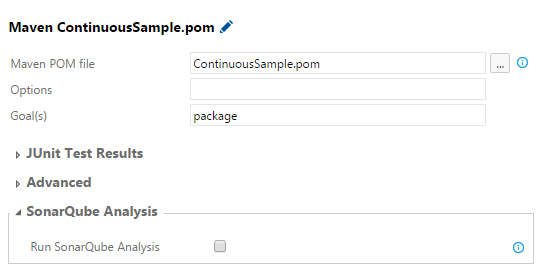 Maven ContinuousSample.pom
Maven POM file ContinuousSample.pom ...
Options
Goal(s) package
JUnit Test Results
Advanced
SonarQube Analysis
Run SonarQube Analysis